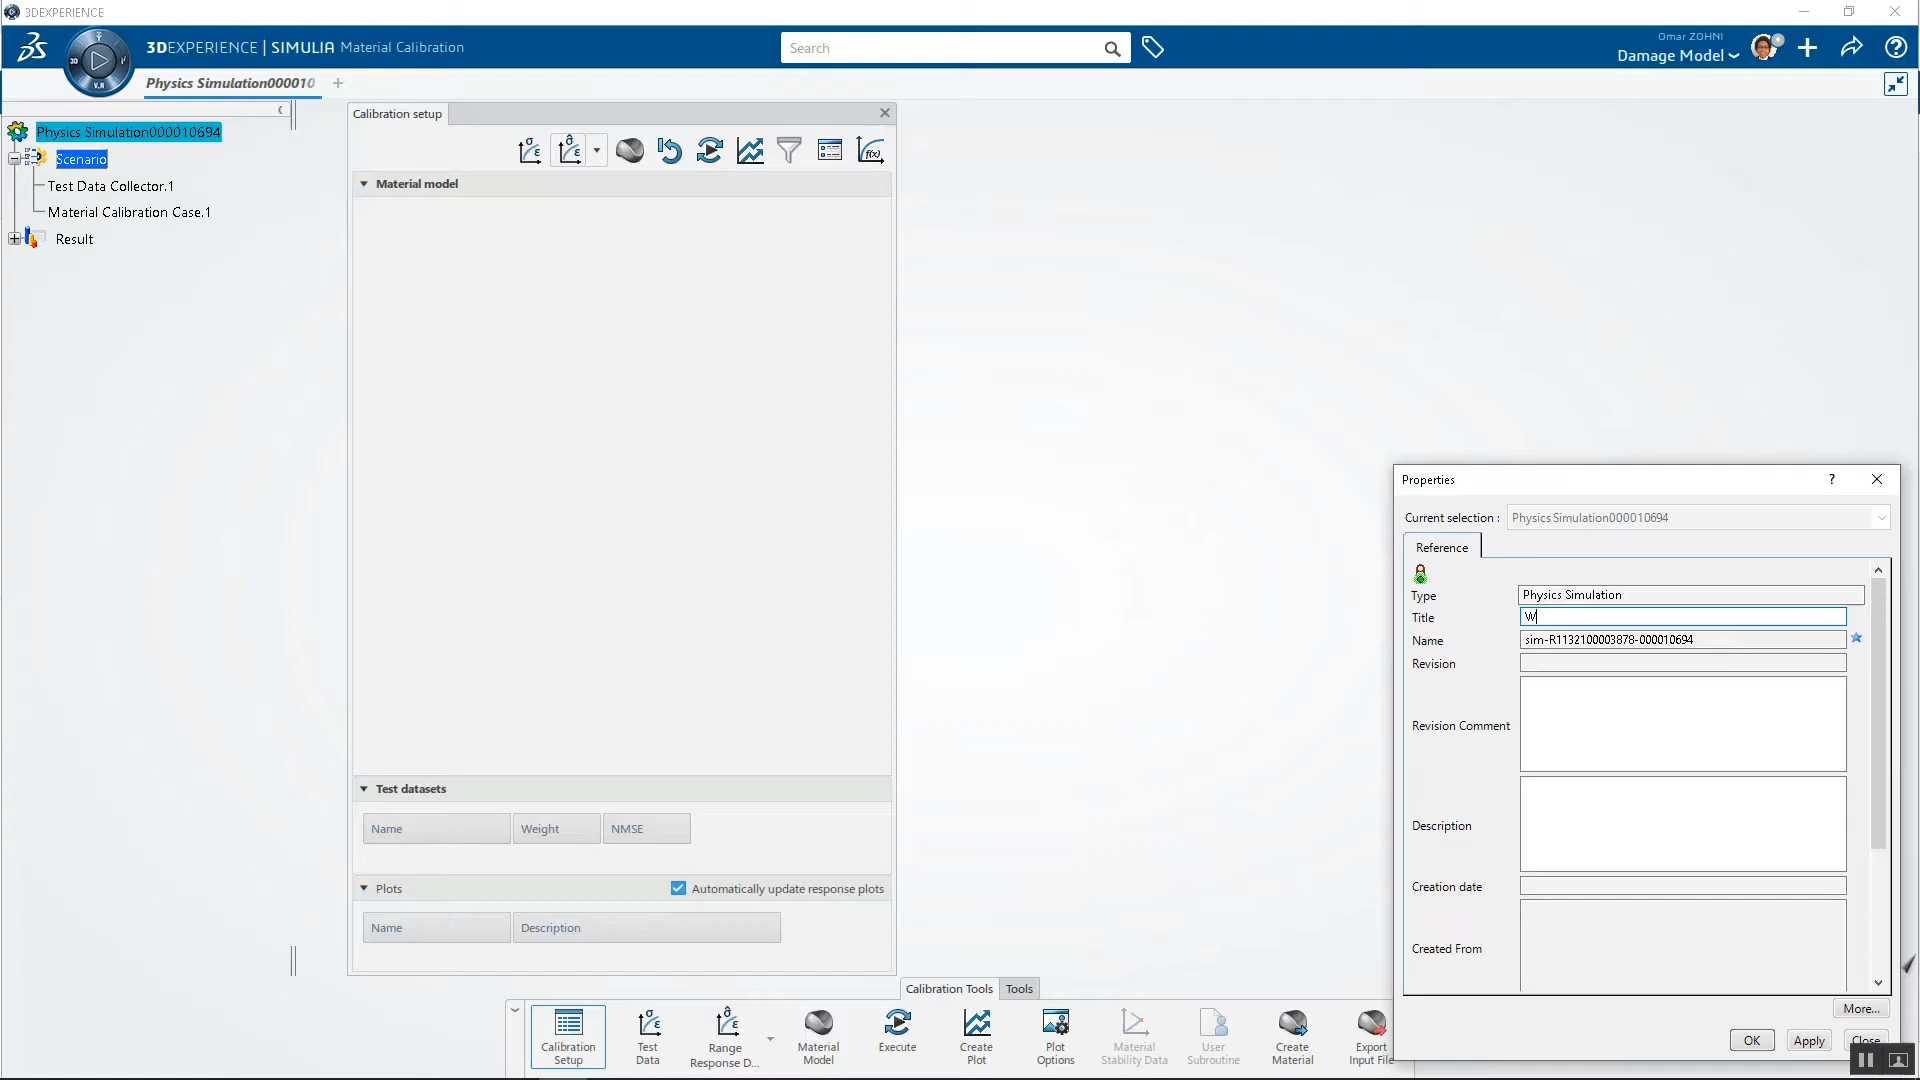 3DEXPERIENCE
3DEXPERIENCE | SIMULIA Material Calibration
Search
Omar ZOHNI
Damage Model
3D
V.R
Physics Simulation000010
Physics Simulation000010694
Scenario
Test Data Collector.1
Material Calibration Case.1
Result
Calibration setup
f(x)
Material model
Test datasets
Name Weight NMSE
Plots Automatically update response plots
Name Description
Properties
Current selection : Physics Simulation000010694
Reference
Type Physics Simulation
Title W
Name sim-R1132100003878-000010694
Revision
Revision Comment
Description
Creation date
Created From
More...
OK Apply Close
Calibration Tools Tools
Calibration Setup
Test Data
Range Response D...
Material Model
Execute
Create Plot
Plot Options
Material Stability Data
User Subroutine
Create Material
Export Input File